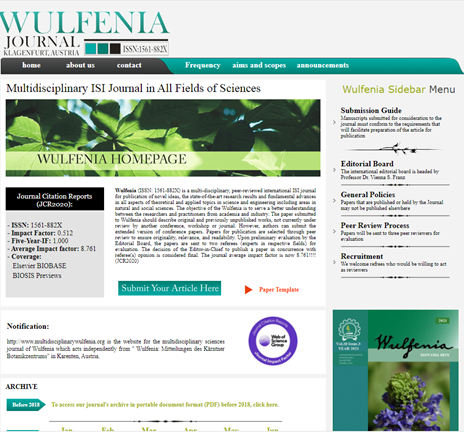 WULFENIA
JOURNAL
KLAGENFURT, AUSTRIA
ISSN:1561-882X
home about us contact Frequency aims and scopes announcements
Multidisciplinary ISI Journal in All Fields of Sciences
WULFENIA HOMEPAGE
Journal Citation Reports
(JCR2020):
- ISSN: 1561-882X
- Impact Factor: 0.512
- Five-Year-IF: 1.000
- Average Impact factor: 8.761
- Coverage:
Elsevier BIOBASE
BIOSIS Previews
Wulfenia (ISSN: 1561-882X) is a multi-disciplinary, peer-reviewed international ISI journal
for publication of novel ideas, the state-of-the-art research results and fundamental advances
in all aspects of theoretical and applied topics in science and engineering including areas in
natural and social sciences. The objective of the Wulfenia is to serve a better understanding
between the researchers and practitioners from academia and industry. The paper submitted
to Wulfenia should describe original and previously unpublished works, not currently under
review by another conference, workshop or journal. However, authors can submit the
extended version of conference papers. Papers for publication are selected through peer
review to ensure originality, relevance, and readability. Upon preliminary evaluation by the
Editorial Board, the papers are sent to two referees (experts in respective fields) for
evaluation. The decision of the Editor-in-Chief to publish a paper in concurrence with
referee(s) opinion is considered final. The journal average impact factor is now 8.761!!!!
(JCR2020)
Submit Your Article Here
Paper Template
Notification:
http://www.multidisciplinarywulfenia.org is the website for the multidisciplinary sciences
journal of Wulfenia which acts independently from " Wulfenia, Mitteilungen des Kärntner
Botanikzentrums" in Karenten, Austria.
Web of
Science
Group
Journal Impact Factor
ARCHIVE
Before 2018
To access our journal's archive in portable document format (PDF) before 2018, click here.
Jan Feb Mar Apr May Jun
Wulfenia Sidebar Menu
Submission Guide
Manuscripts submitted for consideration to the
journal must conform to the requirements that
will facilitate preparation of the article for
publication
Editorial Board
The international editorial board is headed by
Professor Dr. Vienna S. Franz
General Policies
Papers that are published or held by the Journal
may not be published elsewhere
Peer Review Process
Papers will be sent to three peer reviewers for
evaluation
Recruitment
We welcome referees who would be willing to act
as reviewers
2021
YEAR 2021
Wulfenia